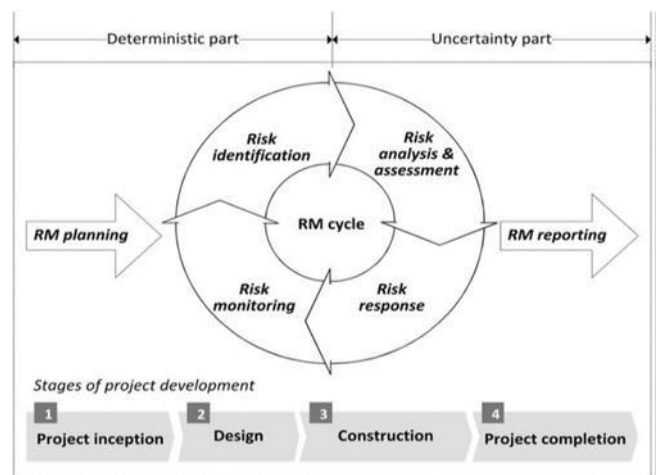 Deterministic part
Uncertainty part
Risk
identification
Risk
analysis &
assessment
RM planning
RM cycle
RM reporting
Risk
monitoring
Risk
response
Stages of project development
1
Project inception
2
Design
3
Construction
4
Project completion